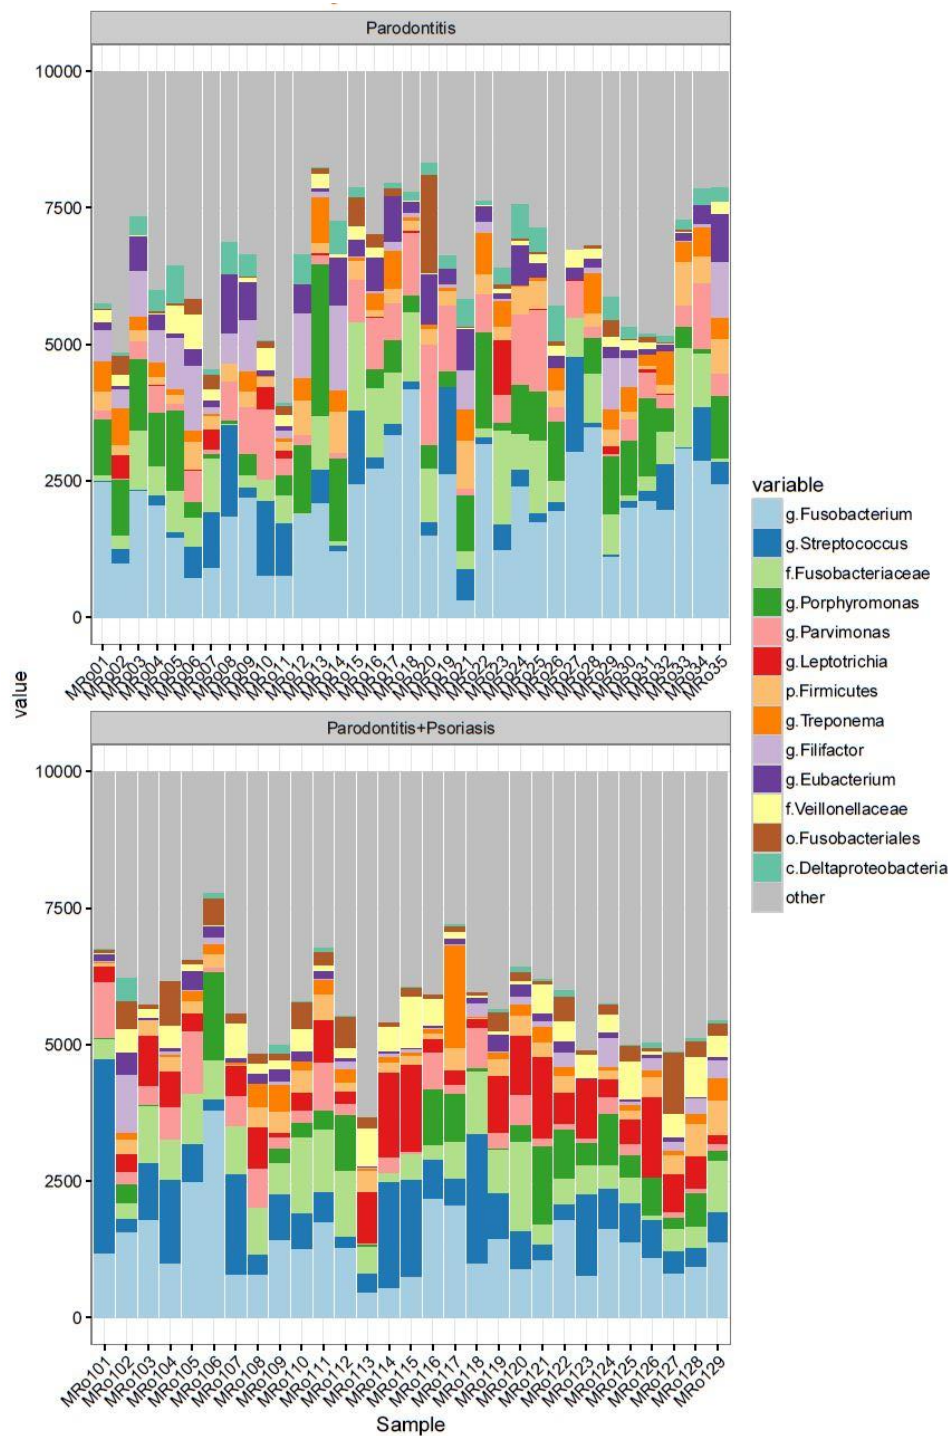 Parodontitis
10000
7500
5000
2500
0
MRo01 MRo02 MRo03 MRo04 MRo05 MRo06 MRo07 MRo08 MRo09 MRo10 MRo11 MRo12 MRo13 MRo14 MRo15 MRo16 MRo17 MRo18 MRo20 MRo19 MRo21 MRo22 MRo23 MRo24 MRo25 MRo26 MRo27 MRo28 MRo29 MRo30 MRo31 MRo32 MRo33 MRo34 MRo35
value
Parodontitis+Psoriasis
10000
7500
5000
2500
0
MRo101 MRo102 MRo103 MRo104 MRo105 MRo106 MRo107 MRo108 MRo109 MRo110 MRo111 MRo112 MRo113 MRo114 MRo115 MRo116 MRo117 MRo118 MRo119 MRo120 MRo121 MRo122 MRo123 MRo124 MRo125 MRo126 MRo127 MRo128 MRo129
Sample
variable
g.Fusobacterium
g.Streptococcus
f.Fusobacteriaceae
g.Porphyromonas
g.Parvimonas
g.Leptotrichia
p.Firmicutes
g.Treponema
g.Filifactor
g.Eubacterium
f.Veillonellaceae
o.Fusobacteriales
c.Deltaproteobacteria
other